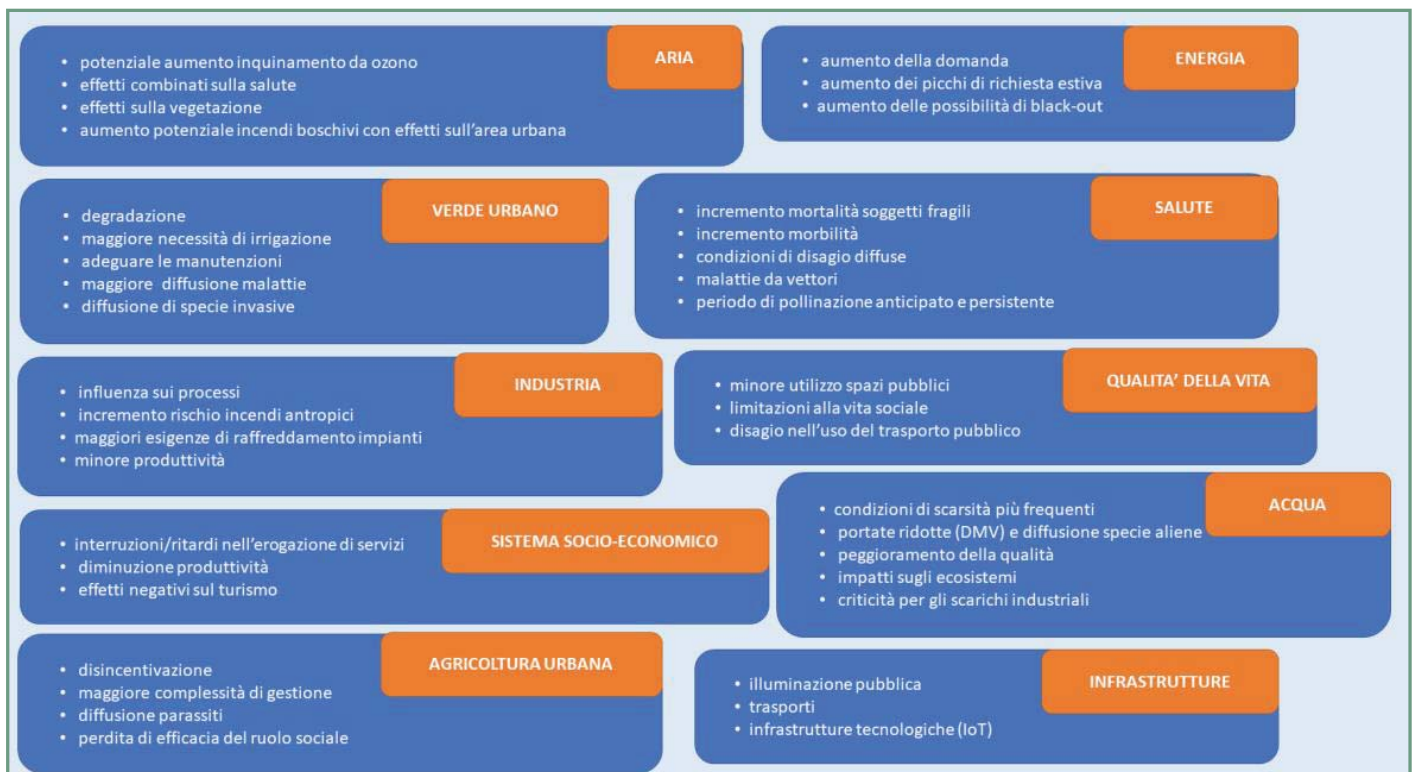 ARIA
• potenziale aumento inquinamento da ozono
• effetti combinati sulla salute
• effetti sulla vegetazione
• aumento potenziale incendi boschivi con effetti sull'area urbana
ENERGIA
• aumento della domanda
• aumento dei picchi di richiesta estiva
• aumento delle possibilità di black-out
VERDE URBANO
• degradazione
• maggiore necessità di irrigazione
• adeguare le manutenzioni
• maggiore diffusione malattie
• diffusione di specie invasive
SALUTE
• incremento mortalità soggetti fragili
• incremento morbilità
• condizioni di disagio diffuse
• malattie da vettori
• periodo di pollinazione anticipato e persistente
INDUSTRIA
• influenza sui processi
• incremento rischio incendi antropici
• maggiori esigenze di raffreddamento impianti
• minore produttività
QUALITA' DELLA VITA
• minore utilizzo spazi pubblici
• limitazioni alla vita sociale
• disagio nell'uso del trasporto pubblico
SISTEMA SOCIO-ECONOMICO
• interruzioni/ritardi nell'erogazione di servizi
• diminuzione produttività
• effetti negativi sul turismo
ACQUA
• condizioni di scarsità più frequenti
• portate ridotte (DMV) e diffusione specie aliene
• peggioramento della qualità
• impatti sugli ecosistemi
• criticità per gli scarichi industriali
AGRICOLTURA URBANA
• disincentivazione
• maggiore complessità di gestione
• diffusione parassiti
• perdita di efficacia del ruolo sociale
INFRASTRUTTURE
• illuminazione pubblica
• trasporti
• infrastrutture tecnologiche (IoT)